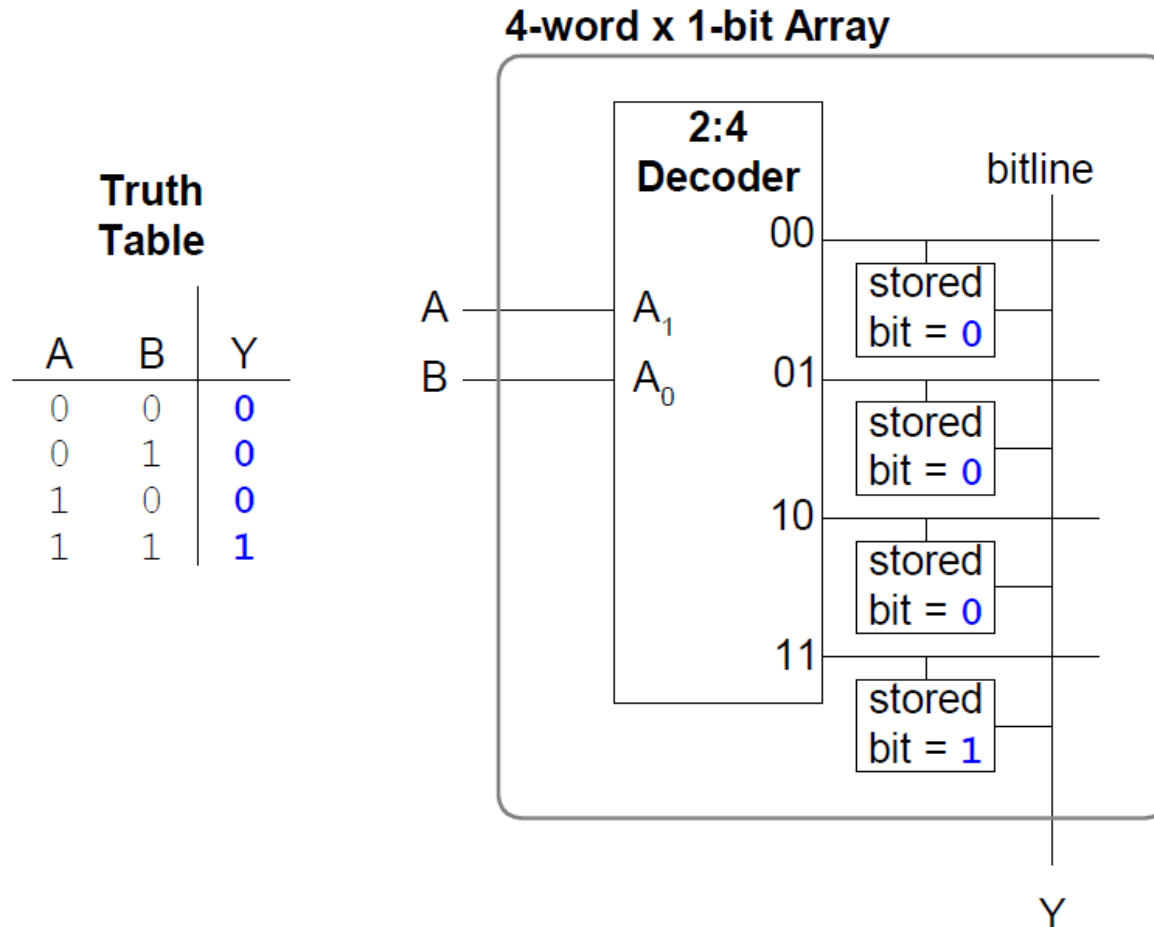 4-word x 1-bit Array
Truth
Table
A B Y
0 0 0
0 1 0
1 0 0
1 1 1
2:4
Decoder
bitline
A
B
A1
A0
00
stored
bit = 0
01
stored
bit = 0
10
stored
bit = 0
11
stored
bit = 1
Y